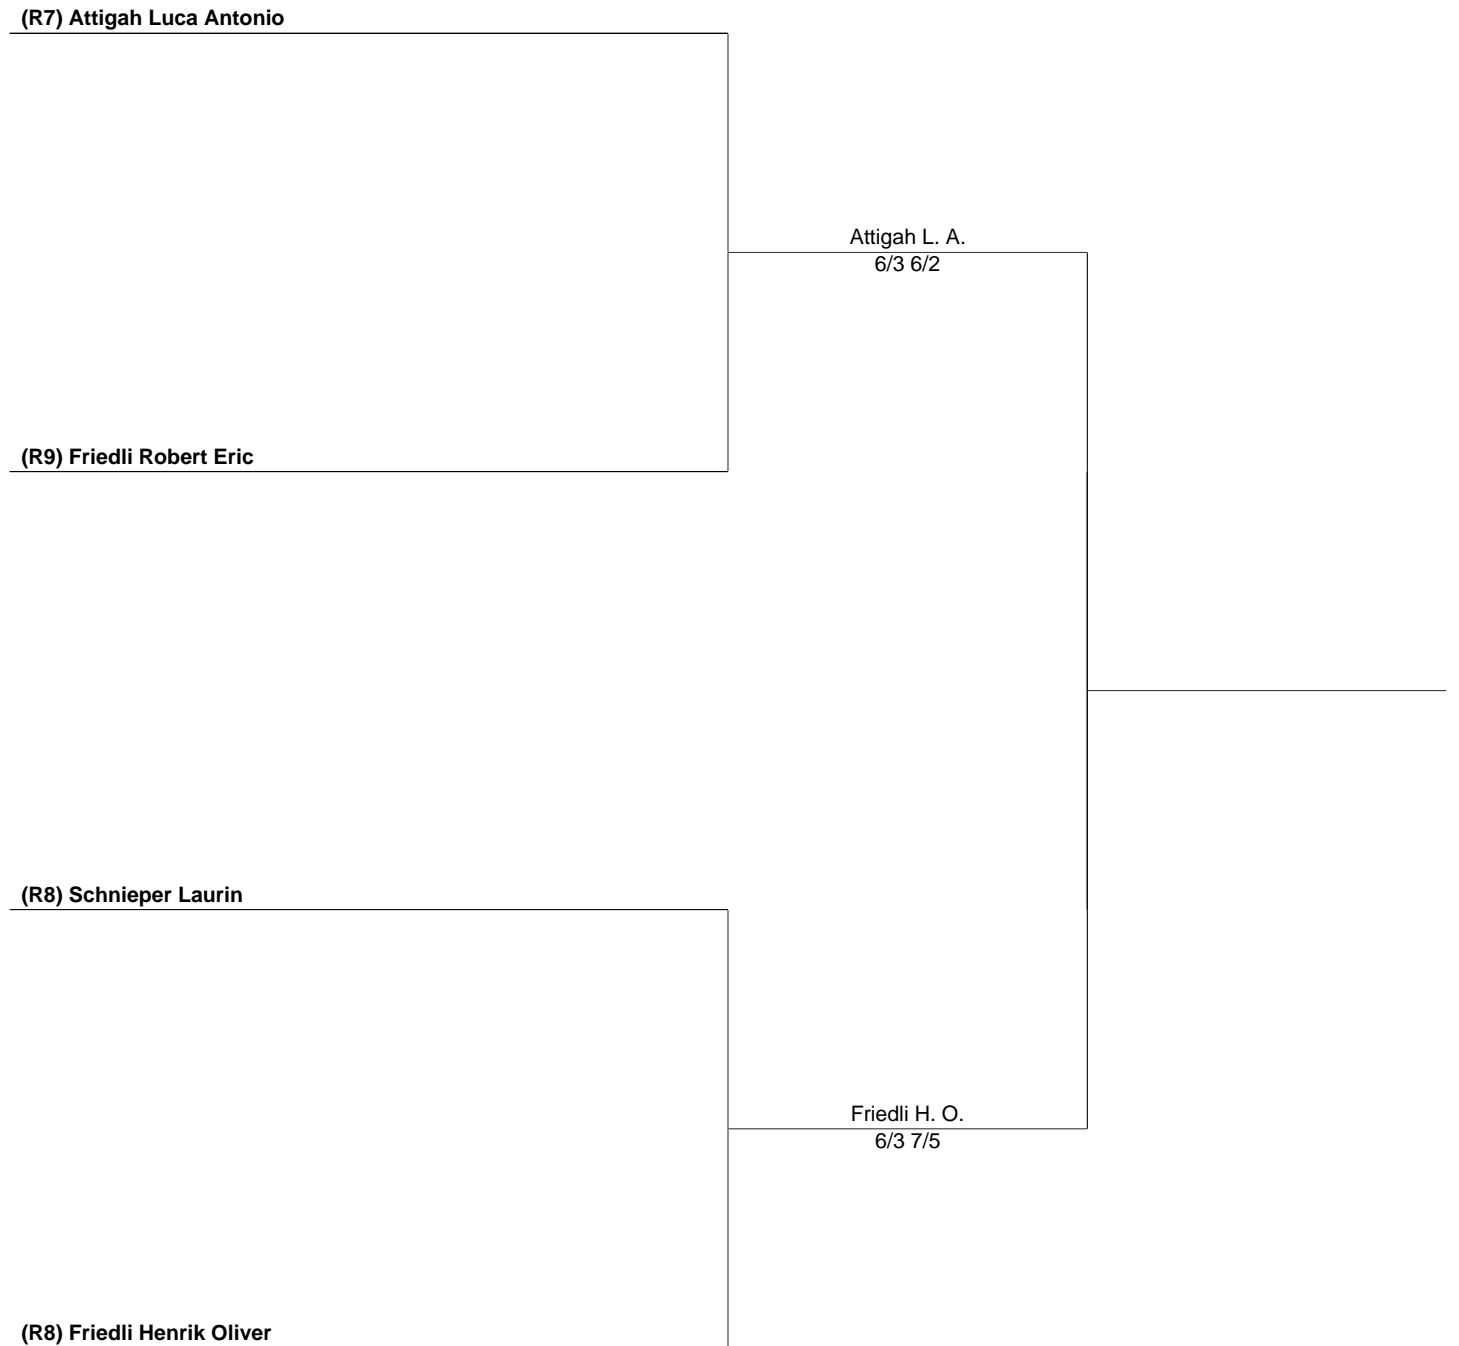 (R7) Attigah Luca Antonio
Attigah L. A.
6/3 6/2
(R9) Friedli Robert Eric
(R8) Schnieper Laurin
Friedli H. O.
6/3 7/5
(R8) Friedli Henrik Oliver